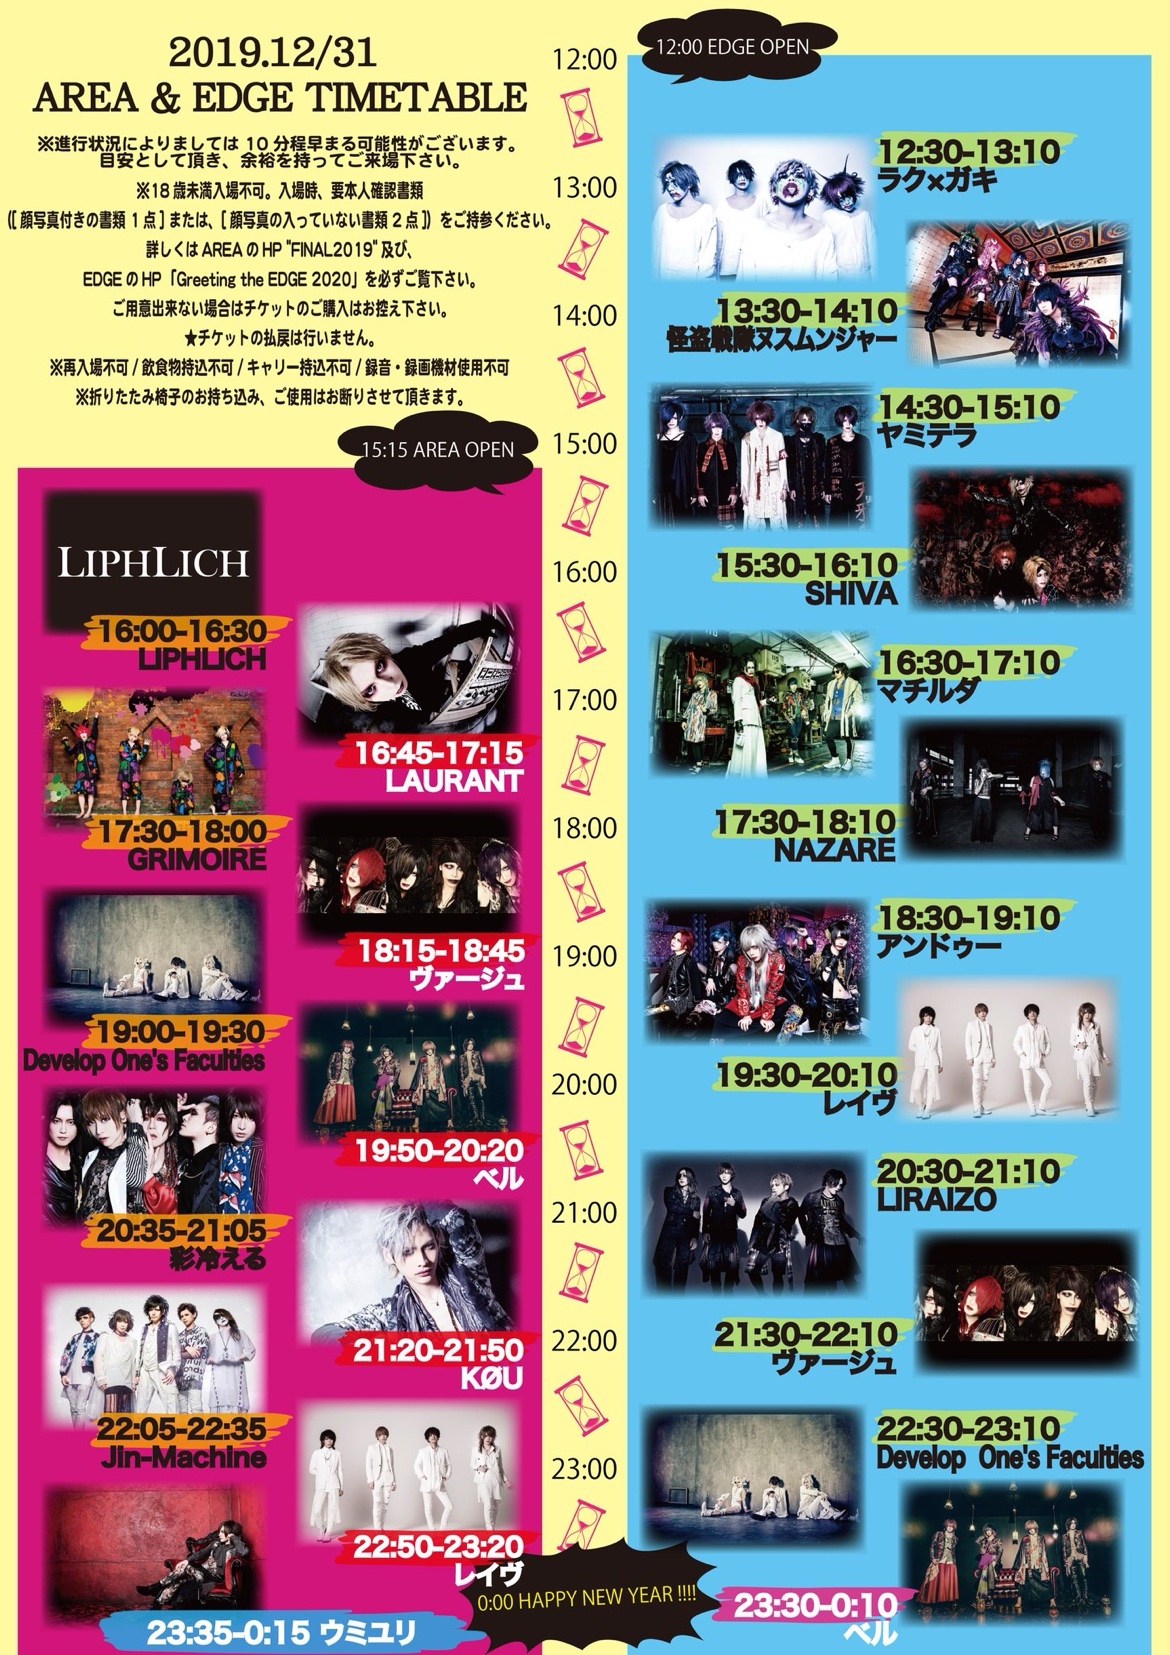 2019.12/31
AREA & EDGE TIMETABLE
※進行状況によりましては 10 分程早まる可能性がございます。
目安として頂き、余裕を持ってご来場下さい。
※18 歳未満入場不可。入場時、要本人確認書類
([ 顔写真付きの書類 1 点 ] または、[ 顔写真の入っていない書類 2 点 ]) をご持参ください。
詳しくは AREA の HP "FINAL2019" 及び、
EDGE の HP 「Greeting the EDGE 2020」を必ずご覧下さい。
ご用意出来ない場合はチケットのご購入はお控え下さい。
★チケットの払戻は行いません。
※再入場不可 / 飲食物持込不可 / キャリー持込不可 / 録音・録画機材使用不可
※折りたたみ椅子のお持ち込み、ご使用はお断りさせて頂きます。
15:15 AREA OPEN
LIPHLICH
16:00-16:30
LIPHLICH
16:45-17:15
LAURANT
17:30-18:00
GRIMOIRE
18:15-18:45
ヴァージュ
19:00-19:30
Develop One's Faculties
19:50-20:20
ベル
20:35-21:05
彩冷える
21:20-21:50
KØU
22:05-22:35
Jin-Machine
22:50-23:20
レイヴ
23:35-0:15 ウミユリ
12:00
13:00
14:00
15:00
16:00
17:00
18:00
19:00
20:00
21:00
22:00
23:00
0:00 HAPPY NEW YEAR !!!!
12:00 EDGE OPEN
12:30-13:10
ラク×ガキ
13:30-14:10
怪盗戦隊ヌスムンジャー
14:30-15:10
ヤミテラ
15:30-16:10
SHIVA
16:30-17:10
マチルダ
17:30-18:10
NAZARE
18:30-19:10
アンドゥー
19:30-20:10
レイヴ
20:30-21:10
LIRAIZO
21:30-22:10
ヴァージュ
22:30-23:10
Develop One's Faculties
23:30-0:10
ベル